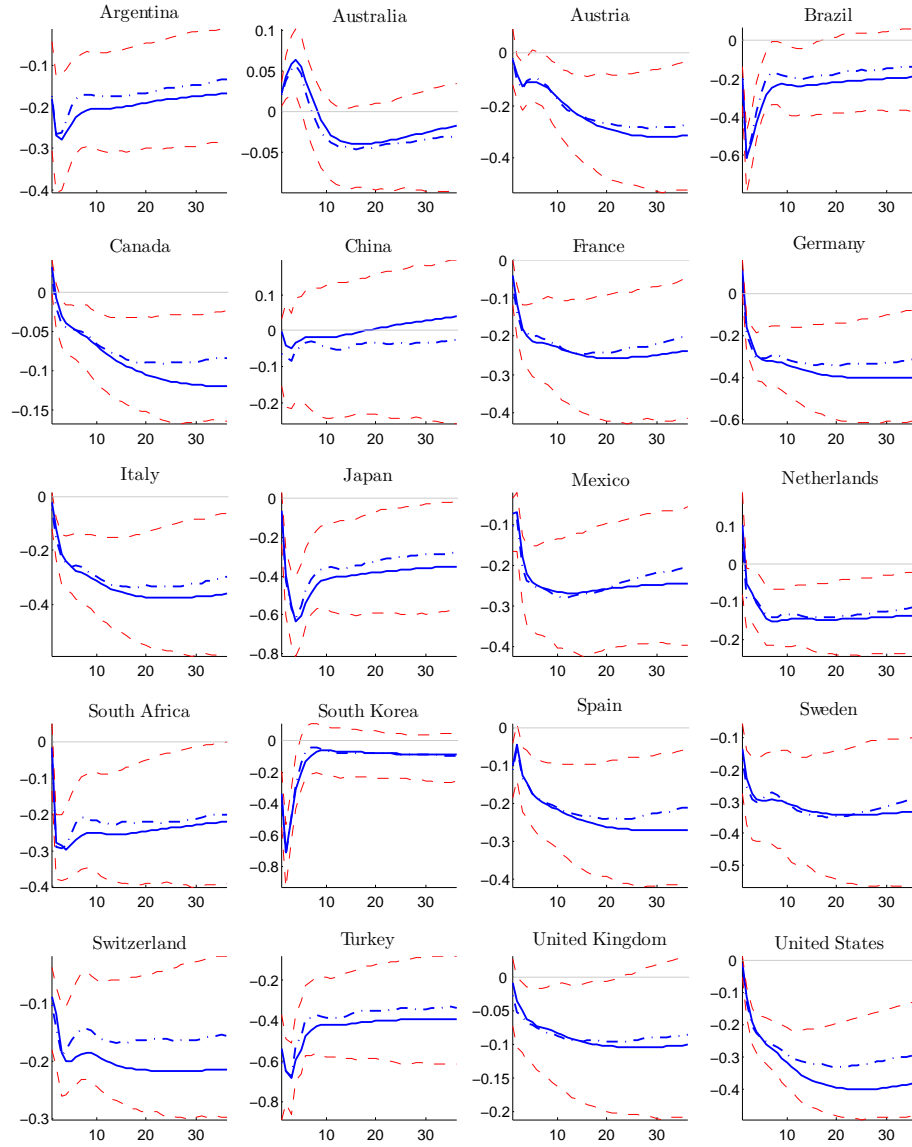 Argentina
−0.1
−0.2
−0.3
−0.4
10 20 30
Australia
0.1
0.05
0
−0.05
10 20 30
Austria
0
−0.2
−0.4
10 20 30
Brazil
0
−0.2
−0.4
−0.6
10 20 30
Canada
0
−0.05
−0.1
−0.15
10 20 30
China
0.1
0
−0.1
−0.2
10 20 30
France
0
−0.1
−0.2
−0.3
−0.4
10 20 30
Germany
0
−0.2
−0.4
−0.6
10 20 30
Italy
0
−0.2
−0.4
10 20 30
Japan
0
−0.2
−0.4
−0.6
−0.8
10 20 30
Mexico
−0.1
−0.2
−0.3
−0.4
10 20 30
Netherlands
0.1
0
−0.1
−0.2
10 20 30
South Africa
0
−0.1
−0.2
−0.3
−0.4
10 20 30
South Korea
0
−0.2
−0.4
−0.6
−0.8
10 20 30
Spain
0
−0.1
−0.2
−0.3
−0.4
10 20 30
Sweden
−0.1
−0.2
−0.3
−0.4
−0.5
10 20 30
Switzerland
−0.1
−0.2
−0.3
10 20 30
Turkey
−0.2
−0.4
−0.6
−0.8
10 20 30
United Kingdom
0
−0.05
−0.1
−0.15
−0.2
10 20 30
United States
0
−0.1
−0.2
−0.3
−0.4
10 20 30